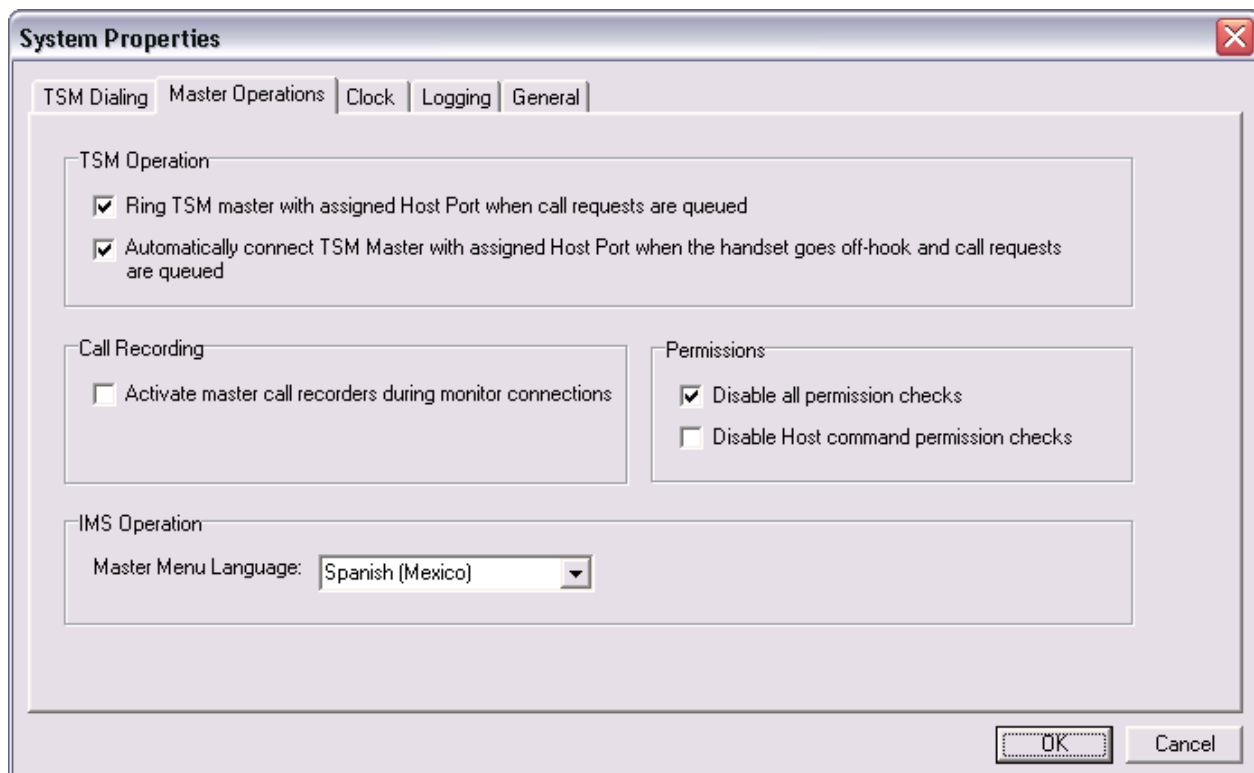 System Properties
TSM Dialing
Master Operations
Clock
Logging
General
TSM Operation
Ring TSM master with assigned Host Port when call requests are queued
Automatically connect TSM Master with assigned Host Port when the handset goes off-hook and call requests
are queued
Call Recording
Activate master call recorders during monitor connections
Permissions
Disable all permission checks
Disable Host command permission checks
IMS Operation
Master Menu Language:
Spanish (Mexico)
OK
Cancel